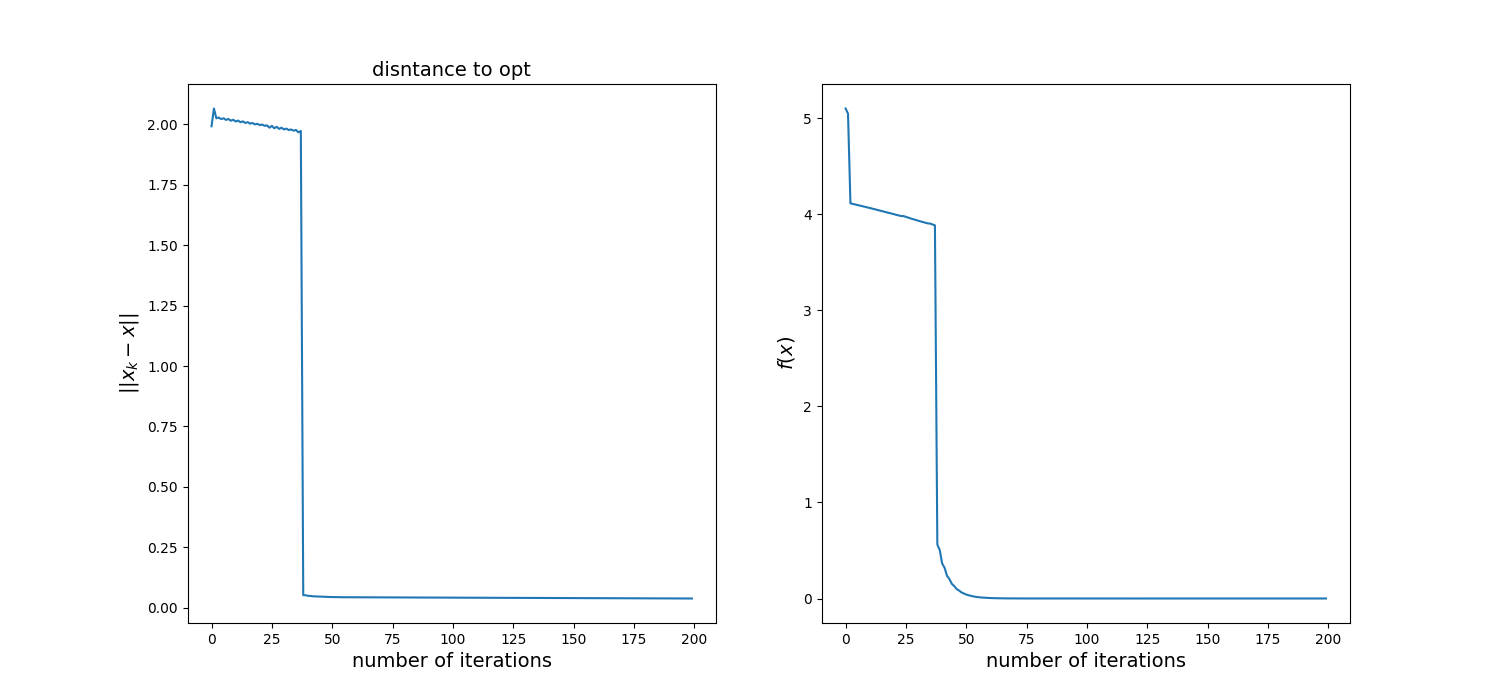 disntance to opt
2.00
1.75
1.50
1.25
1.00
0.75
0.50
0.25
0.00
||x_k − x||
0 25 50 75 100 125 150 175 200
number of iterations
5
4
3
2
1
0
f(x)
0 25 50 75 100 125 150 175 200
number of iterations